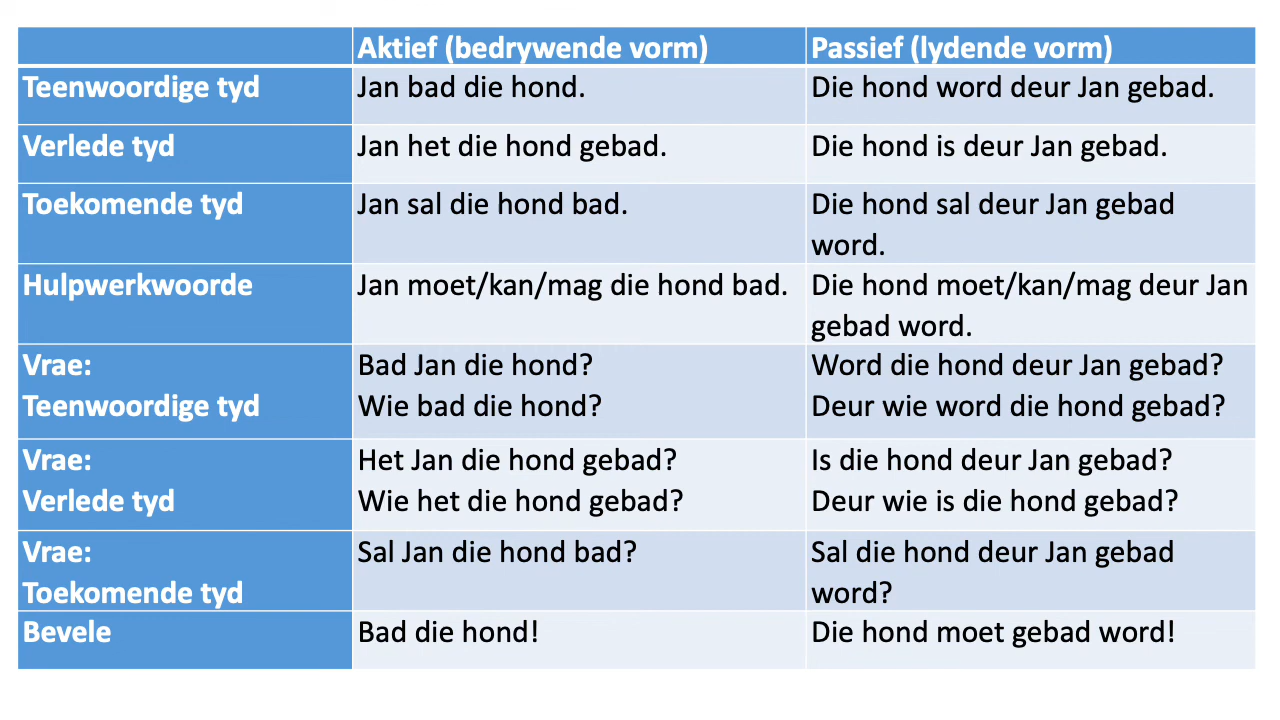 Aktief (bedrywende vorm) Passief (lydende vorm)
Teenwoordige tyd Jan bad die hond. Die hond word deur Jan gebad.
Verlede tyd Jan het die hond gebad. Die hond is deur Jan gebad.
Toekomende tyd Jan sal die hond bad. Die hond sal deur Jan gebad
word.
Hulpwerkwoorde Jan moet/kan/mag die hond bad. Die hond moet/kan/mag deur Jan
gebad word.
Vrae: Bad Jan die hond? Word die hond deur Jan gebad?
Teenwoordige tyd Wie bad die hond? Deur wie word die hond gebad?
Vrae: Het Jan die hond gebad? Is die hond deur Jan gebad?
Verlede tyd Wie het die hond gebad? Deur wie is die hond gebad?
Vrae: Sal Jan die hond bad? Sal die hond deur Jan gebad
Toekomende tyd word?
Bevele Bad die hond! Die hond moet gebad word!